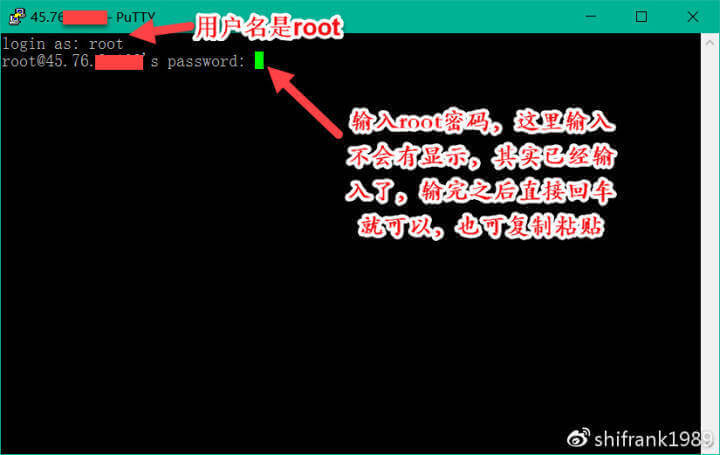 45.76 - PuTTY
用户名是root
login as: root
root@45.76. 's password:
输入root密码，这里输入
不会有显示，其实已经输
入了，输完之后直接回车
就可以，也可复制粘贴
shifrank1989